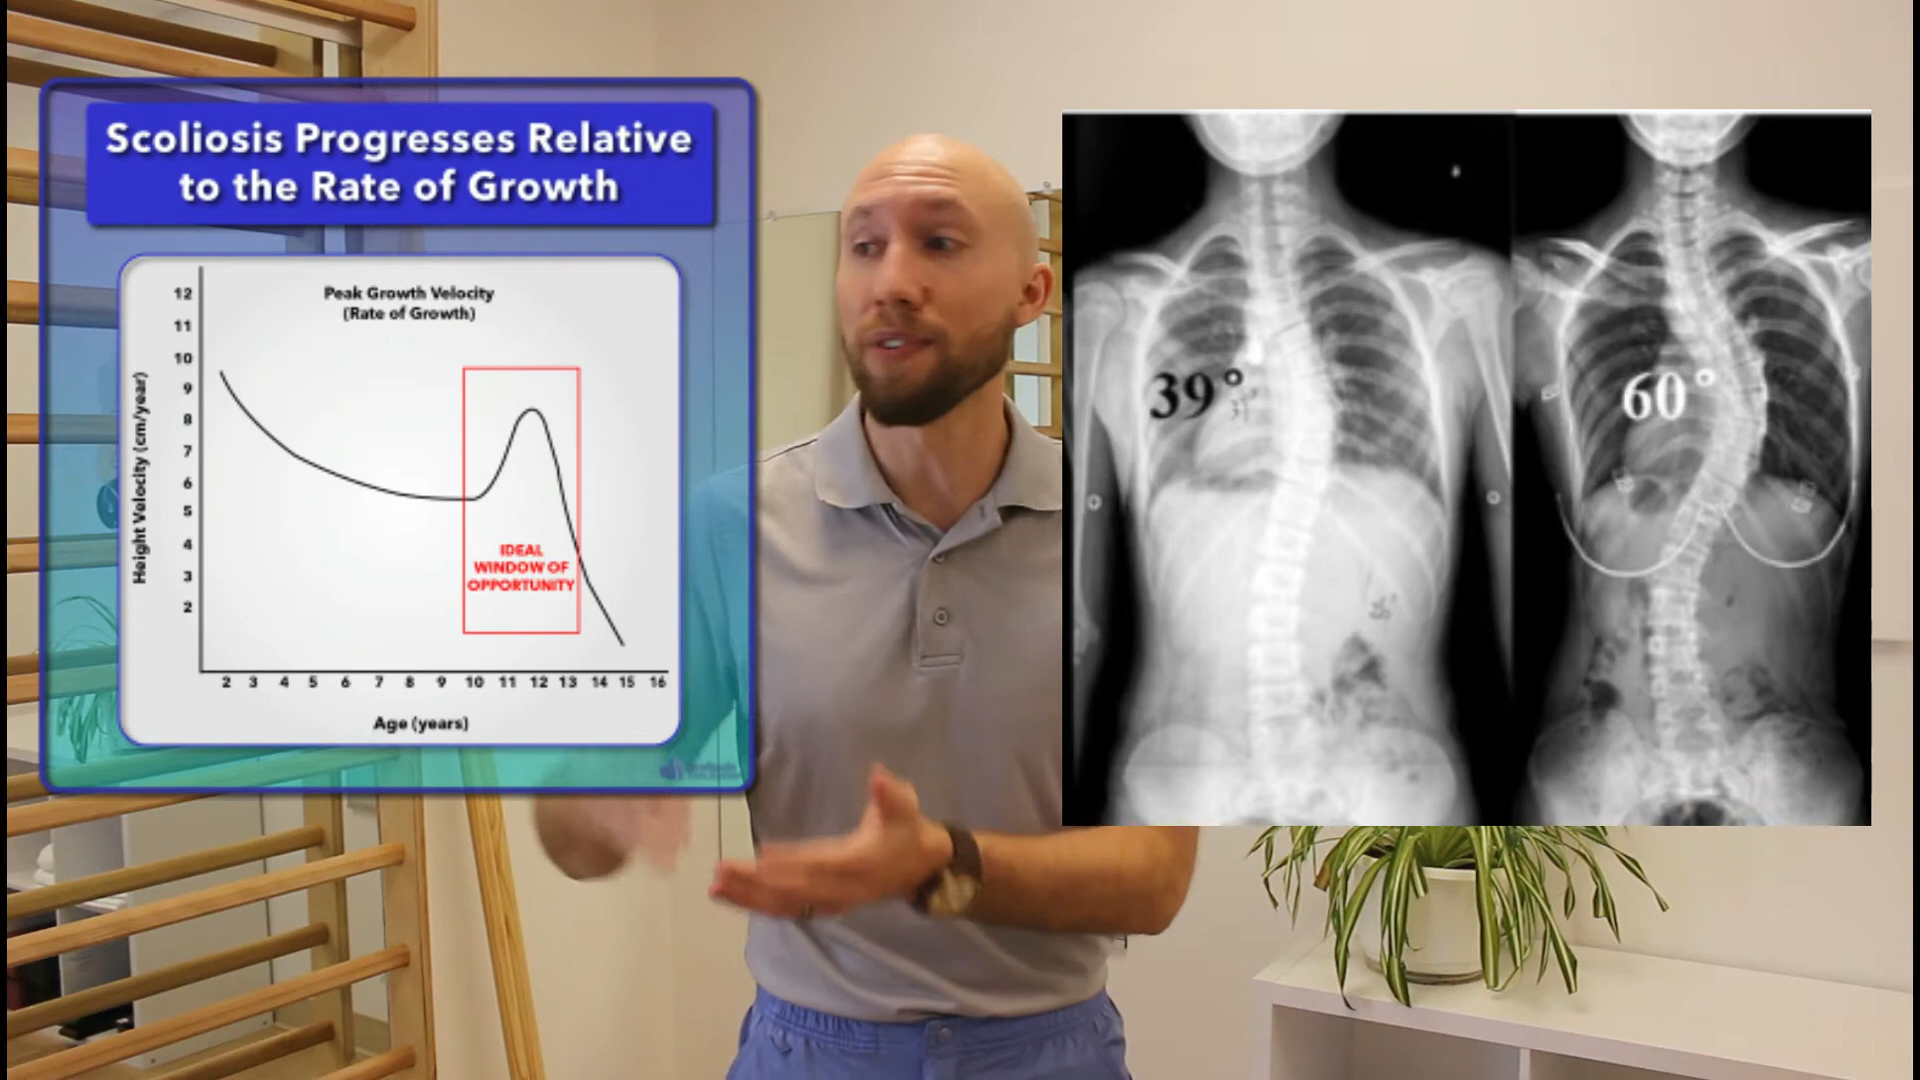 Scoliosis Progresses Relative
to the Rate of Growth
Peak Growth Velocity
(Rate of Growth)
Height Velocity (cm/year)
12
11
10
9
8
7
6
5
4
3
2
IDEAL
WINDOW OF
OPPORTUNITY
2 3 4 5 6 7 8 9 10 11 12 13 14 15 16
Age (years)
39°
60°